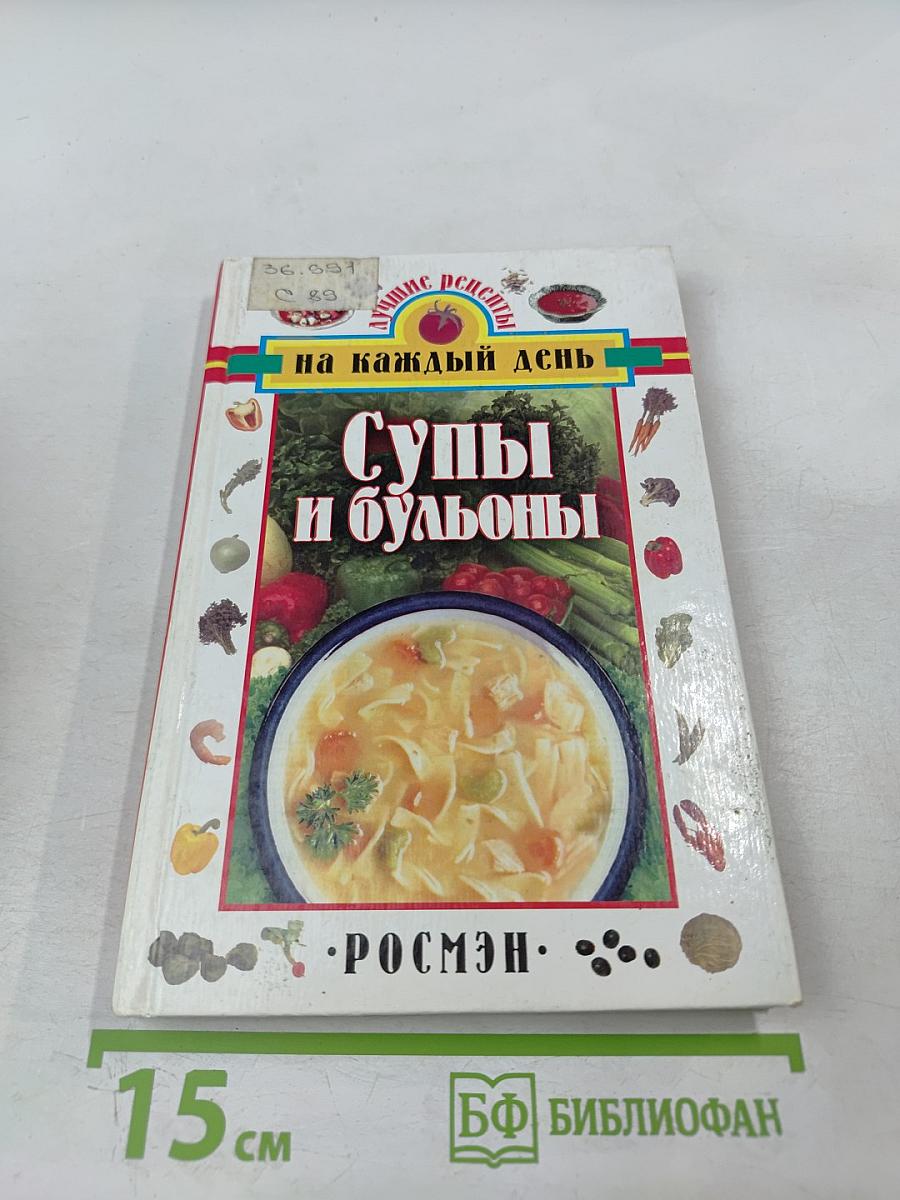 36.991
С 89
лучшие рецепты
на каждый день
Супы
и бульоны
·РОСМЭН·
15 см
БФ БИБЛИОФАН